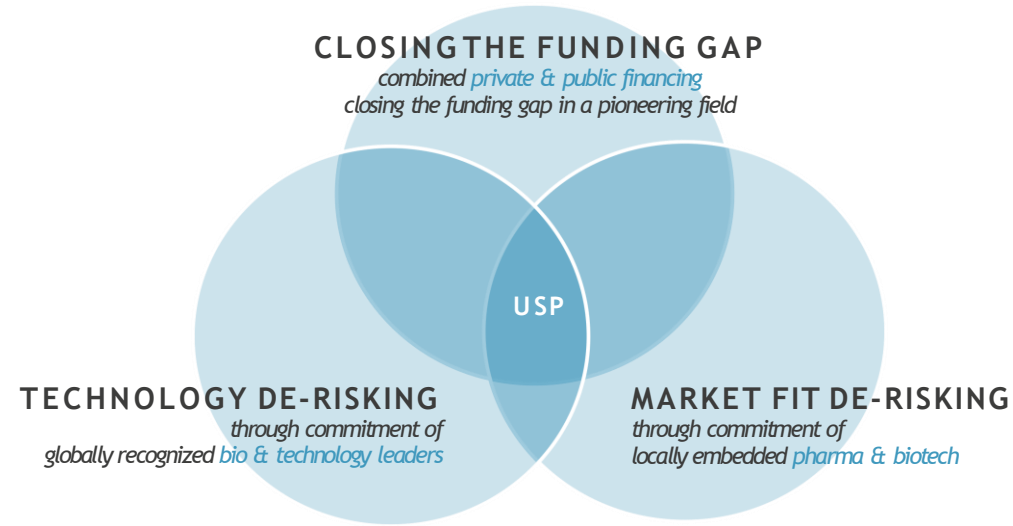 CLOSING THE FUNDING GAP
combined private & public financing
closing the funding gap in a pioneering field
USP
TECHNOLOGY DE-RISKING
through commitment of
globally recognized bio & technology leaders
MARKET FIT DE-RISKING
through commitment of
locally embedded pharma & biotech